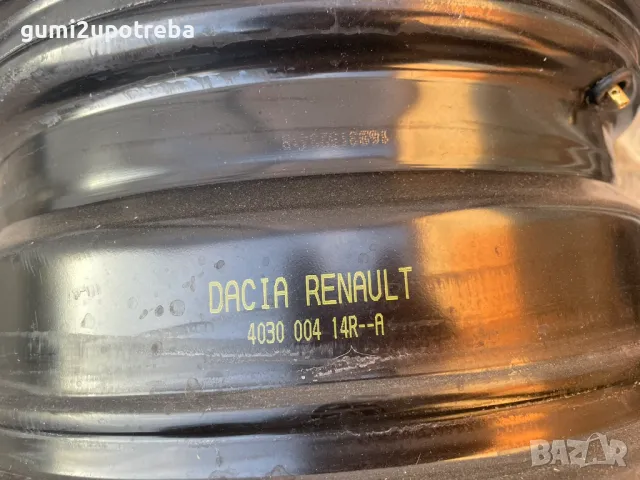 gumi2upotreba
DACIA RENAULT
4030 004 14R--A
BAZAR